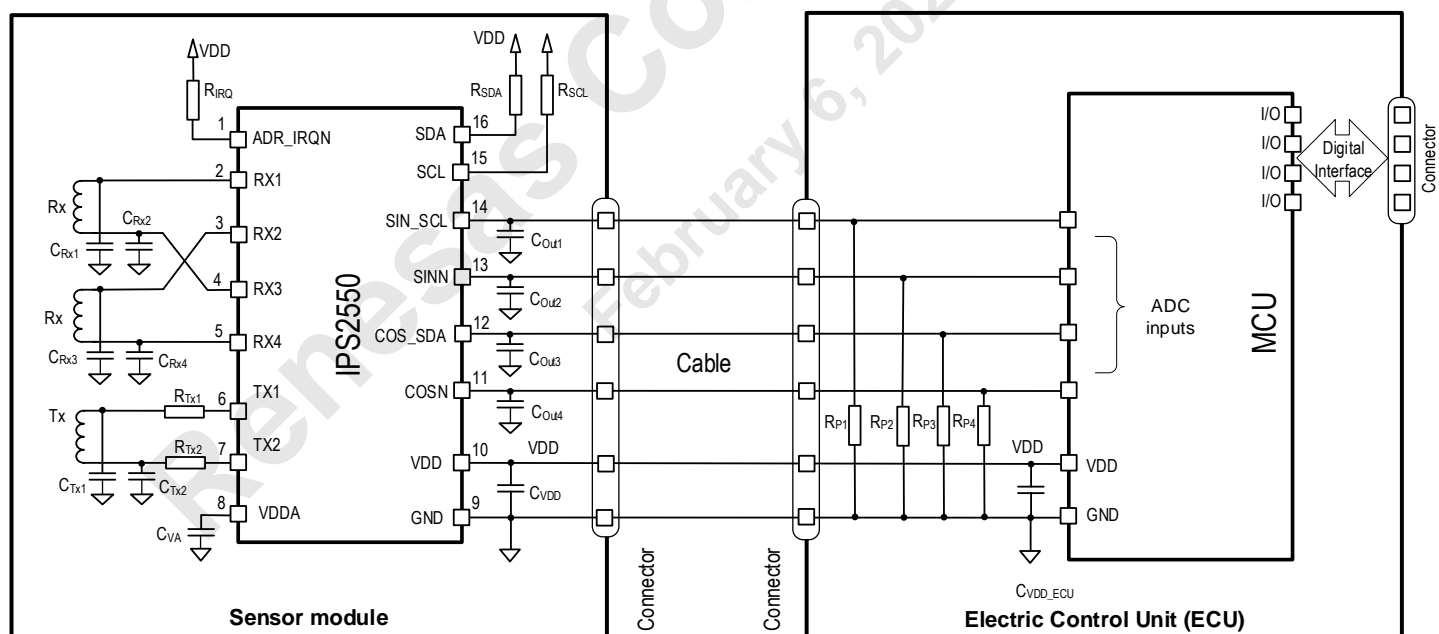 VDD
RIRQ
1
ADR_IRQN
2
RX1
Rx
CRx2
CRx1
3
RX2
4
RX3
Rx
5
RX4
CRx3
CRx4
TX1
RTx1
6
Tx
TX2
RTx2
7
CTx1
CTx2
8
VDDA
CVA
IPS2550
VDD
RSDA
RSCL
16
SDA
15
SCL
14
SIN_SCL
COut1
13
SINN
COut2
12
COS_SDA
COut3
11
COSN
COut4
10
VDD
VDD
CVDD
9
GND
Sensor module
Connector
Cable
Connector
RP1
RP2
RP3
RP4
VDD
CVDD_ECU
ADC
inputs
MCU
VDD
GND
I/O
I/O
I/O
I/O
Digital
Interface
Connector
Electric Control Unit (ECU)
Renesas
February 6,